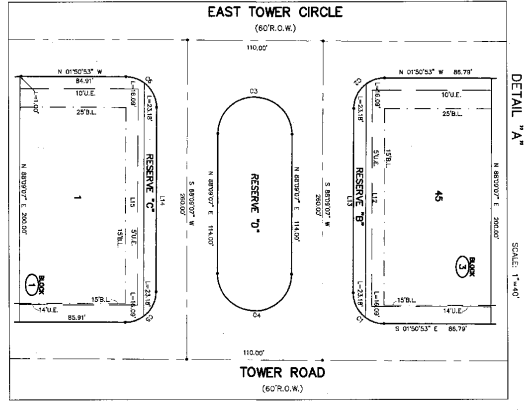 EAST TOWER CIRCLE
(60'R.O.W.)
110.00'
N 01°50'53" W
84.91'
L=16.09'
C6
10'U.E.
25'B.L.
L=1.00'
L=23.18'
RESERVE "C"
L14
5'U.E.
L15
15'B.L.
1
N 88°09'07" E 200.00'
BLOCK
1
15'B.L.
14'U.E.
85.91'
L=23.18'
L=16.09'
S 88°09'07" W
260.00'
C3
N 88°09'07" E 114.00'
RESERVE "D"
N 88°09'07" E 114.00'
C4
S 88°09'07" W
260.00'
N 01°50'53" W 86.79'
L=16.09'
L=23.18'
10'U.E.
25'B.L.
15'B.L.
5'U.E.
L12
L13
RESERVE "B"
45
N 88°09'07" E 200.00'
BLOCK
3
L=23.18'
L=16.09'
C1
15'B.L.
14'U.E.
S 01°50'53" E 86.79'
110.00'
TOWER ROAD
(60'R.O.W.)
DETAIL "A"
SCALE: 1"=40'